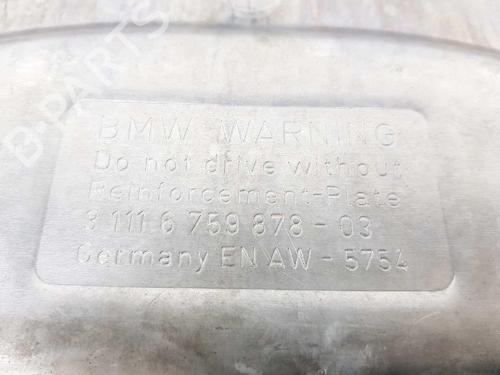 B-PARTS
BMW WARNING
Do not drive without
Reinforcement-Plate
3 111 6 759 878 - 03
Germany EN AW - 5754